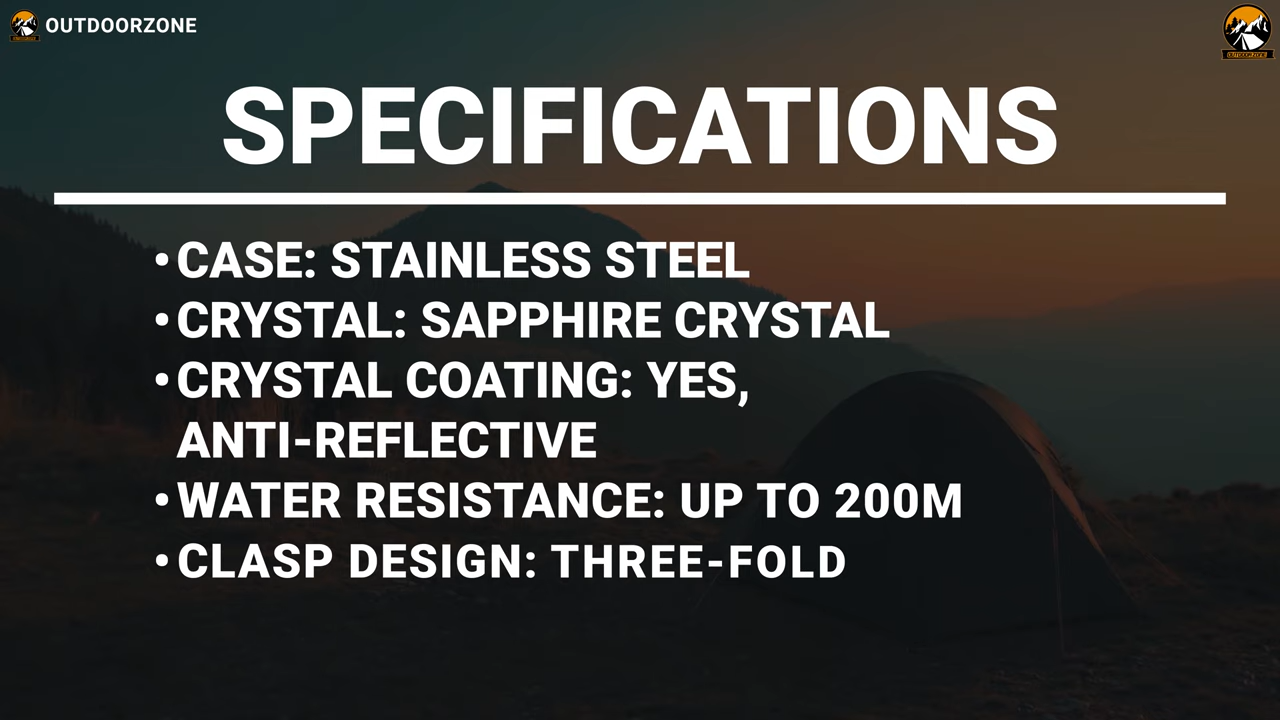 OUTDOORZONE
OUTDOORZONE
SPECIFICATIONS
• CASE: STAINLESS STEEL
• CRYSTAL: SAPPHIRE CRYSTAL
• CRYSTAL COATING: YES,
ANTI-REFLECTIVE
• WATER RESISTANCE: UP TO 200M
• CLASP DESIGN: THREE-FOLD